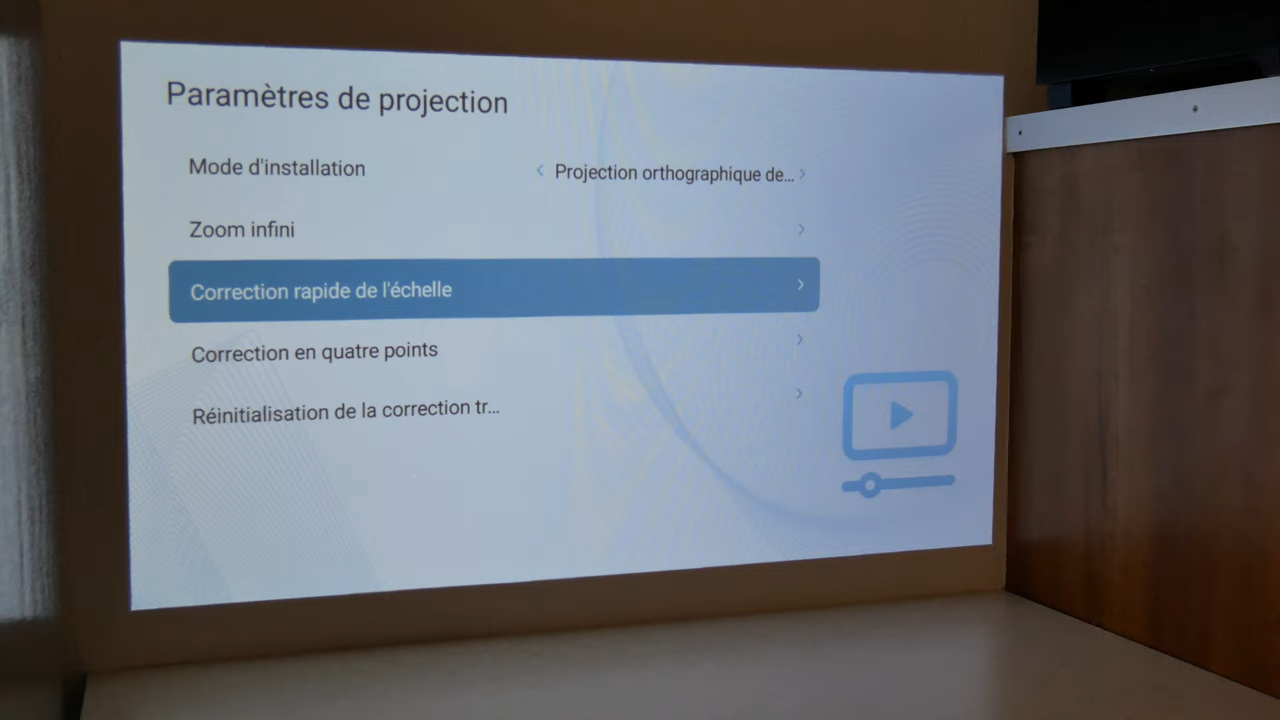 Paramètres de projection
Mode d'installation
Projection orthographique de...
Zoom infini
Correction rapide de l'échelle
Correction en quatre points
Réinitialisation de la correction tr...